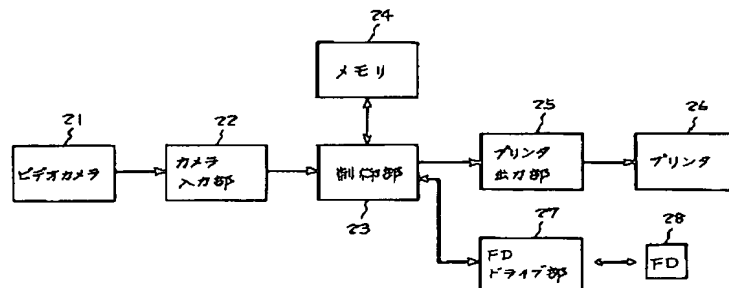 24
メモリ
21
ビデオカメラ
22
カメラ
入力部
制御部
23
25
プリンタ
出力部
26
プリンタ
27
FD
ドライブ部
28
FD